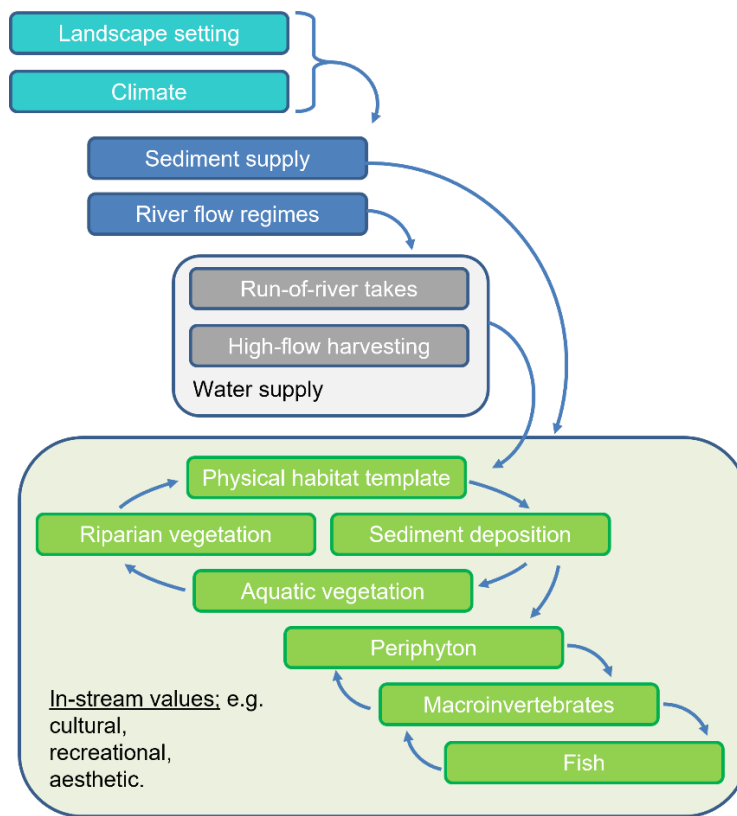 Landscape setting
Climate
Sediment supply
River flow regimes
Run-of-river takes
High-flow harvesting
Water supply
Physical habitat template
Riparian vegetation
Sediment deposition
Aquatic vegetation
Periphyton
Macroinvertebrates
Fish
In-stream values; e.g.
cultural,
recreational,
aesthetic.